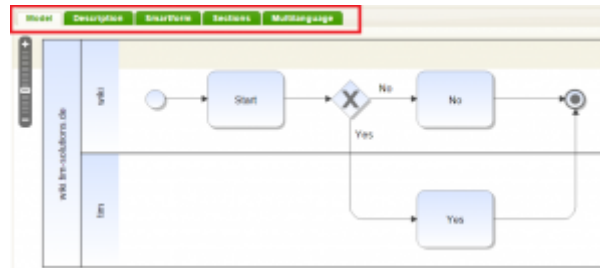 Model Description Smartform Sections Multilanguage
wiki.tim-solutions.de
wiki
Start
No
No
Yes
tim
Yes